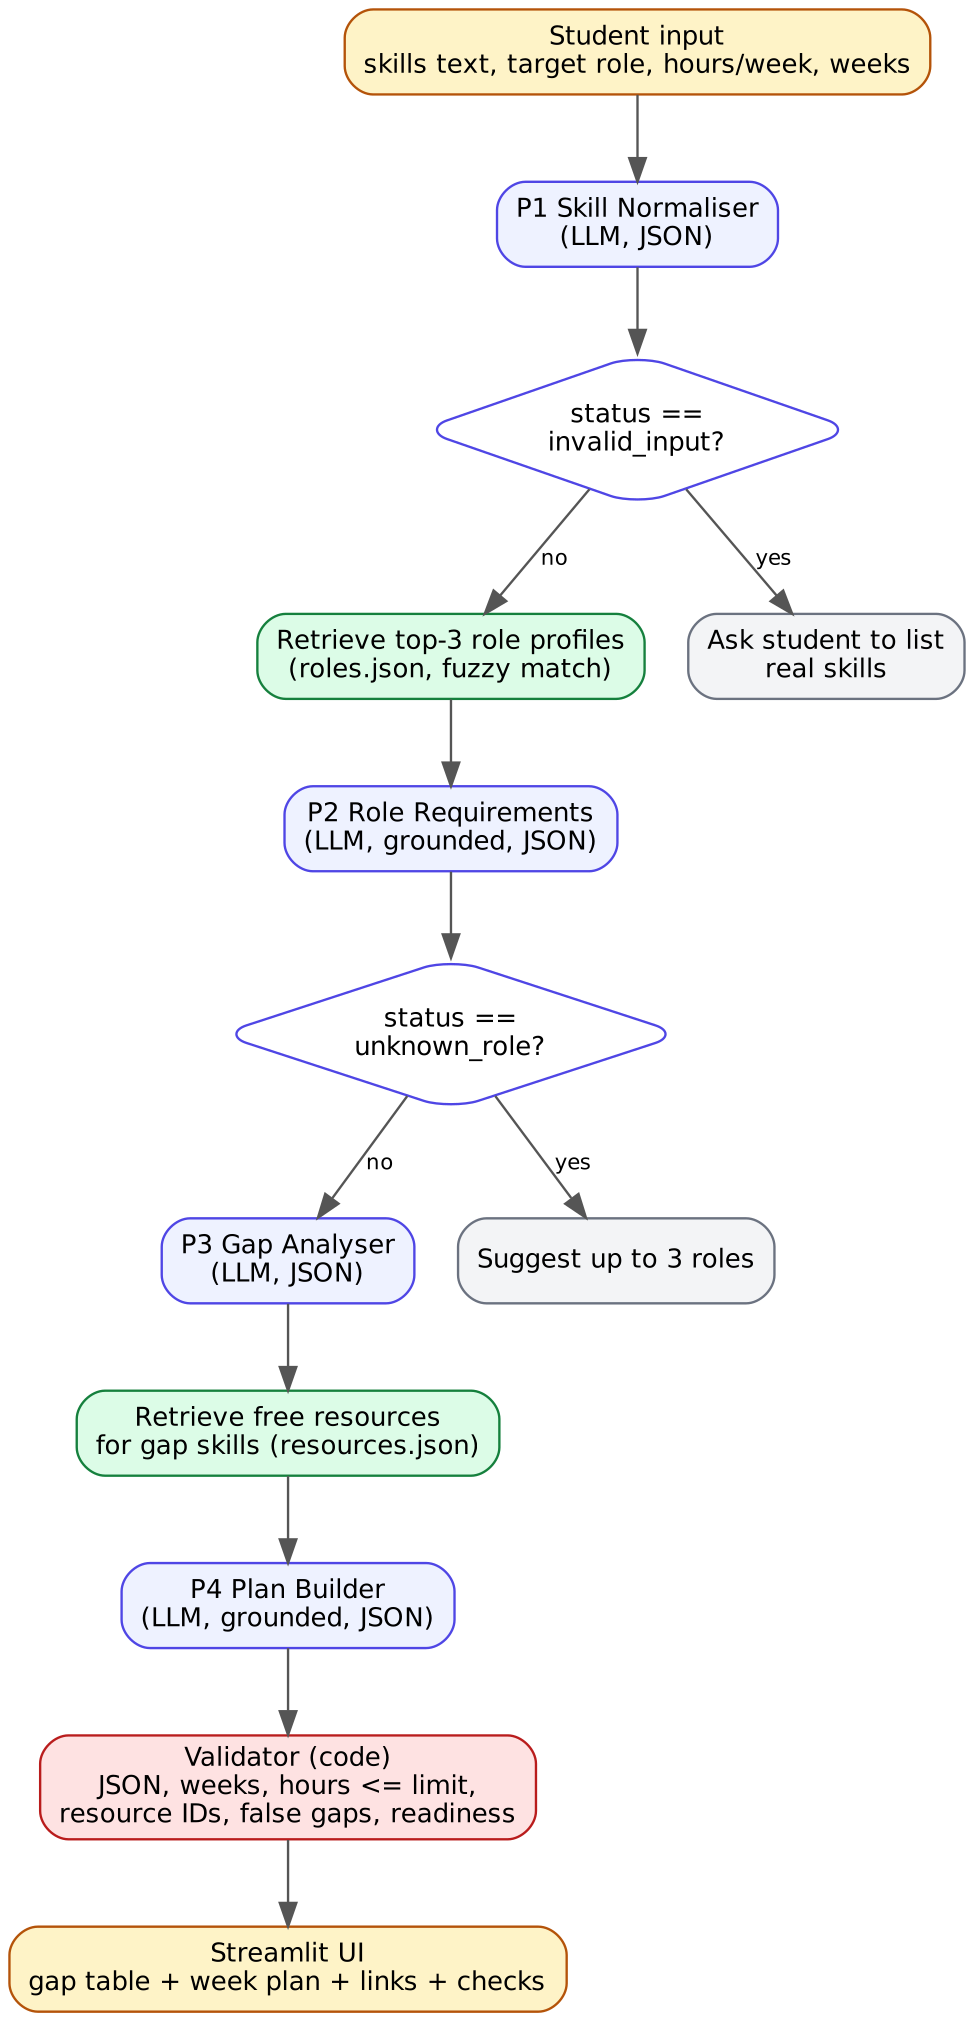 Student input
skills text, target role, hours/week, weeks
P1 Skill Normaliser
(LLM, JSON)
status ==
invalid_input?
no
yes
Retrieve top-3 role profiles
(roles.json, fuzzy match)
Ask student to list
real skills
P2 Role Requirements
(LLM, grounded, JSON)
status ==
unknown_role?
no
yes
P3 Gap Analyser
(LLM, JSON)
Suggest up to 3 roles
Retrieve free resources
for gap skills (resources.json)
P4 Plan Builder
(LLM, grounded, JSON)
Validator (code)
JSON, weeks, hours <= limit,
resource IDs, false gaps, readiness
Streamlit UI
gap table + week plan + links + checks